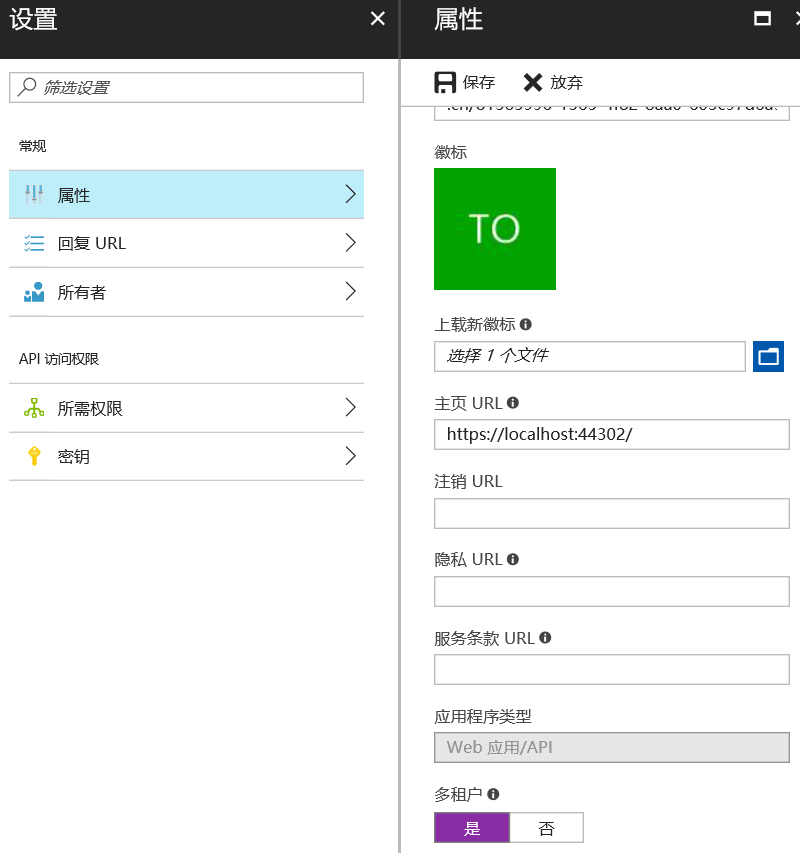 设置
筛选设置
常规
属性
回复 URL
所有者
API 访问权限
所需权限
密钥
属性
保存
放弃
徽标
TO
上载新徽标
选择 1 个文件
主页 URL
https://localhost:44302/
注销 URL
隐私 URL
服务条款 URL
应用程序类型
Web 应用/API
多租户
是
否